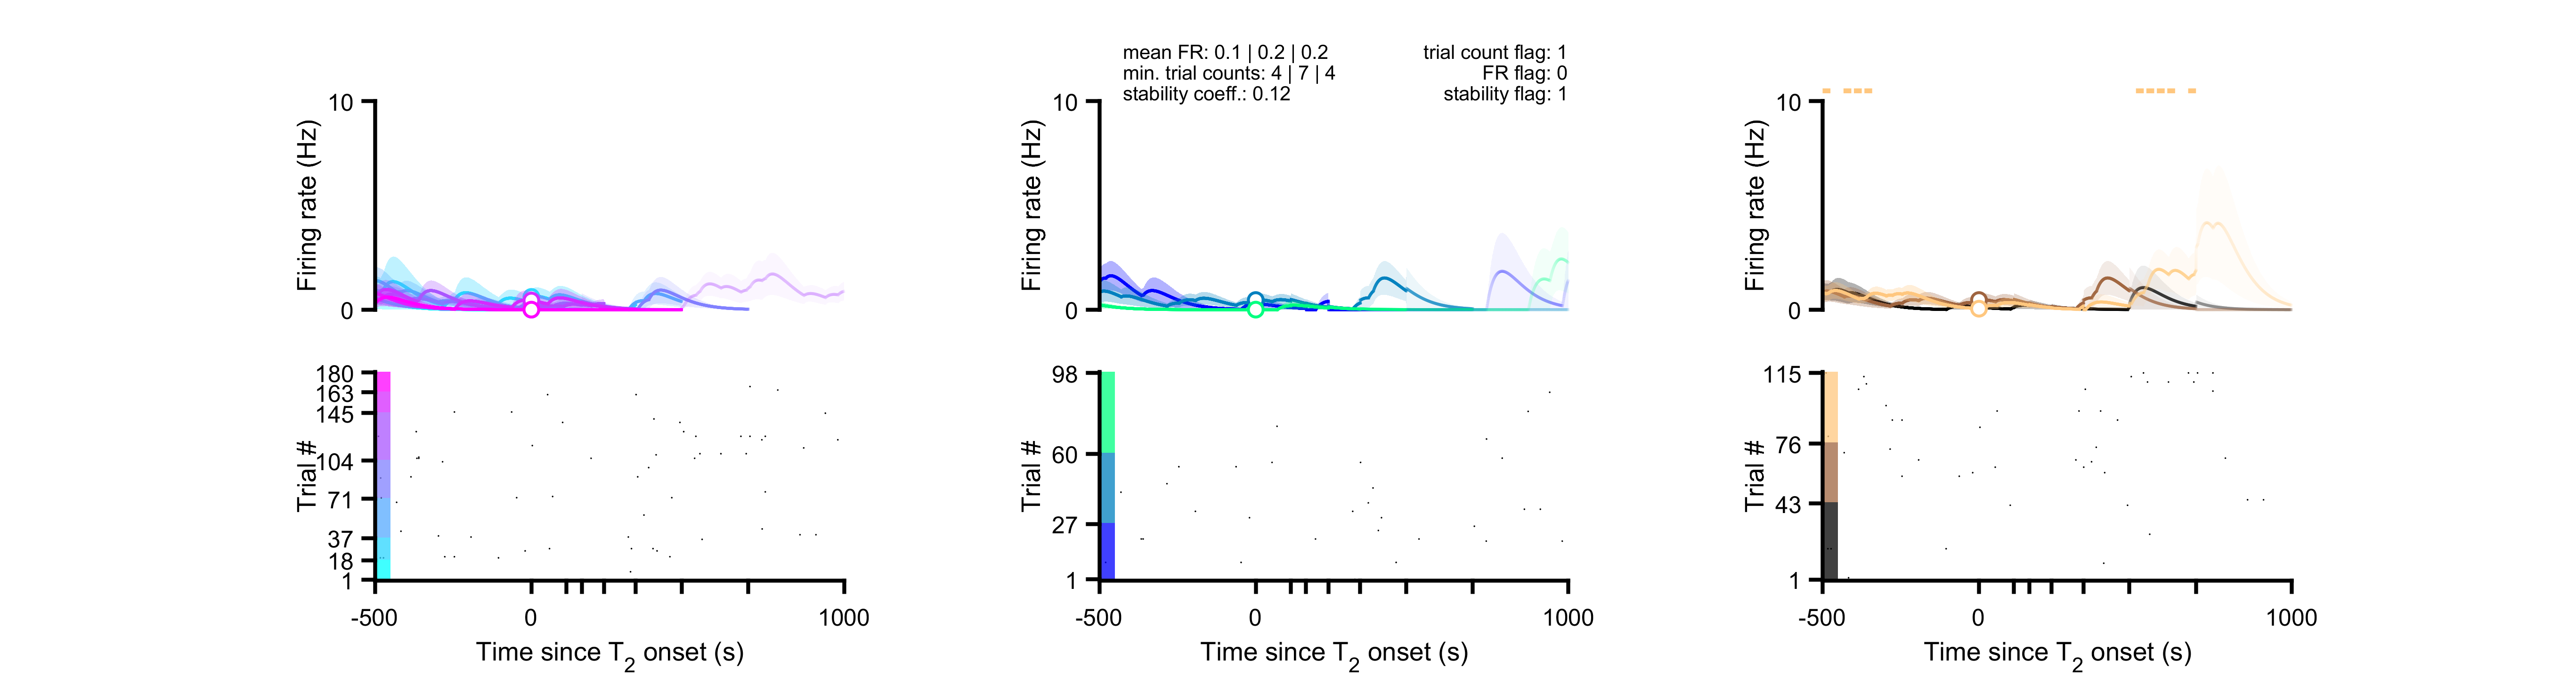 mean FR: 0.1 | 0.2 | 0.2
min. trial counts: 4 | 7 | 4
stability coeff.: 0.12
trial count flag: 1
FR flag: 0
stability flag: 1
10
0
Firing rate (Hz)
10
0
Firing rate (Hz)
10
0
Firing rate (Hz)
180
163
145
104
71
37
18
1
Trial #
-500
0
1000
Time since T2 onset (s)
98
60
27
1
Trial #
-500
0
1000
Time since T2 onset (s)
115
76
43
1
Trial #
-500
0
1000
Time since T2 onset (s)